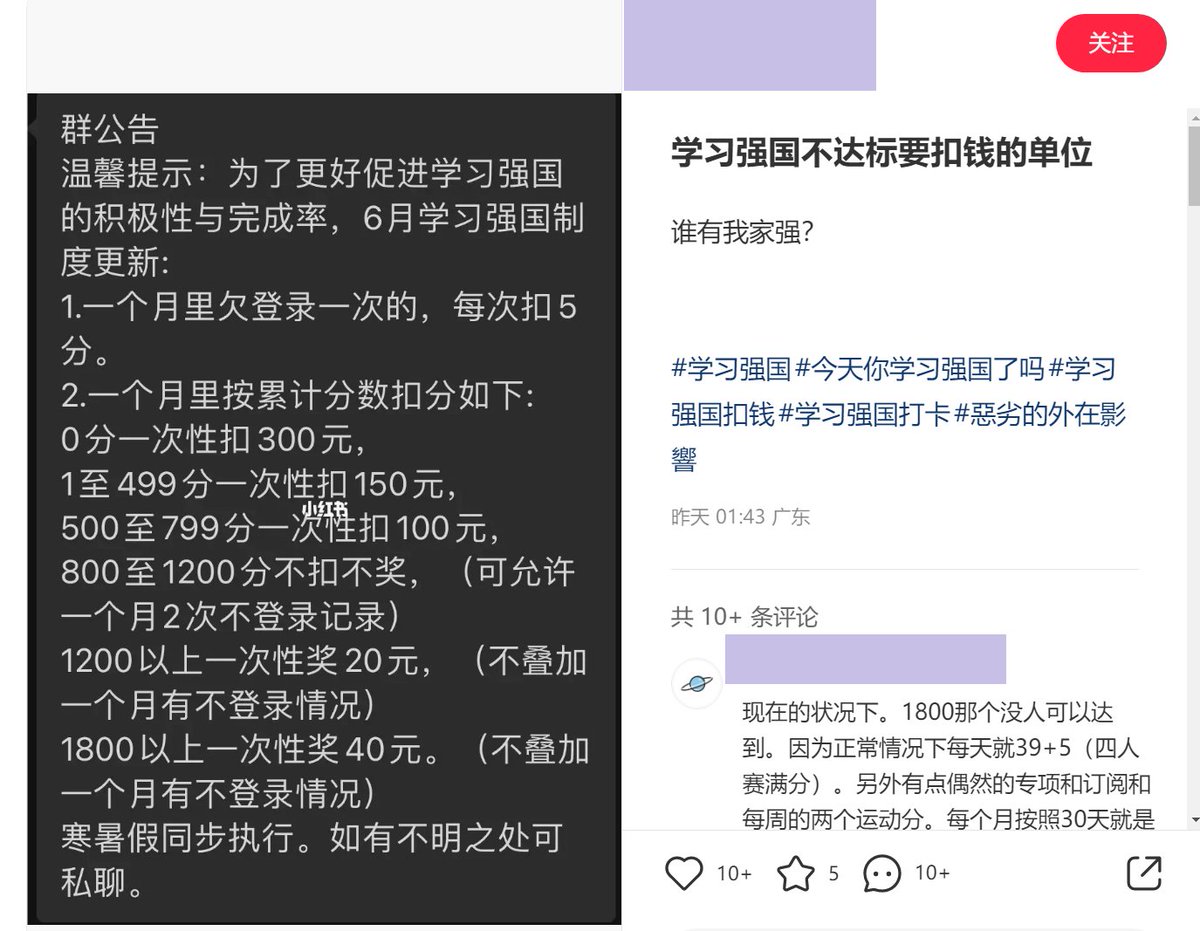 群公告
温馨提示：为了更好促进学习强国
的积极性与完成率，6月学习强国制
度更新：
1.一个月里欠登录一次的，每次扣5
分。
2.一个月里按累计分数扣分如下：
0分一次性扣300元，
1至499分一次性扣150元，
500至799分一次性扣100元，
800至1200分不扣不奖，（可允许
一个月2次不登录记录）
1200以上一次性奖20元，（不叠加
一个月有不登录情况）
1800以上一次性奖40元。（不叠加
一个月有不登录情况）
寒暑假同步执行。如有不明之处可
私聊。
小红书
关注
学习强国不达标要扣钱的单位
谁有我家强？
#学习强国#今天你学习强国了吗#学习
强国扣钱#学习强国打卡#惡劣的外在影
響
昨天 01:43 广东
共 10+ 条评论
现在的状况下。1800那个没人可以达
到。因为正常情况下每天就39+5（四人
赛满分）。另外有点偶然的专项和订阅和
每周的两个运动分。每个月按照30天就是
10+ 5 10+